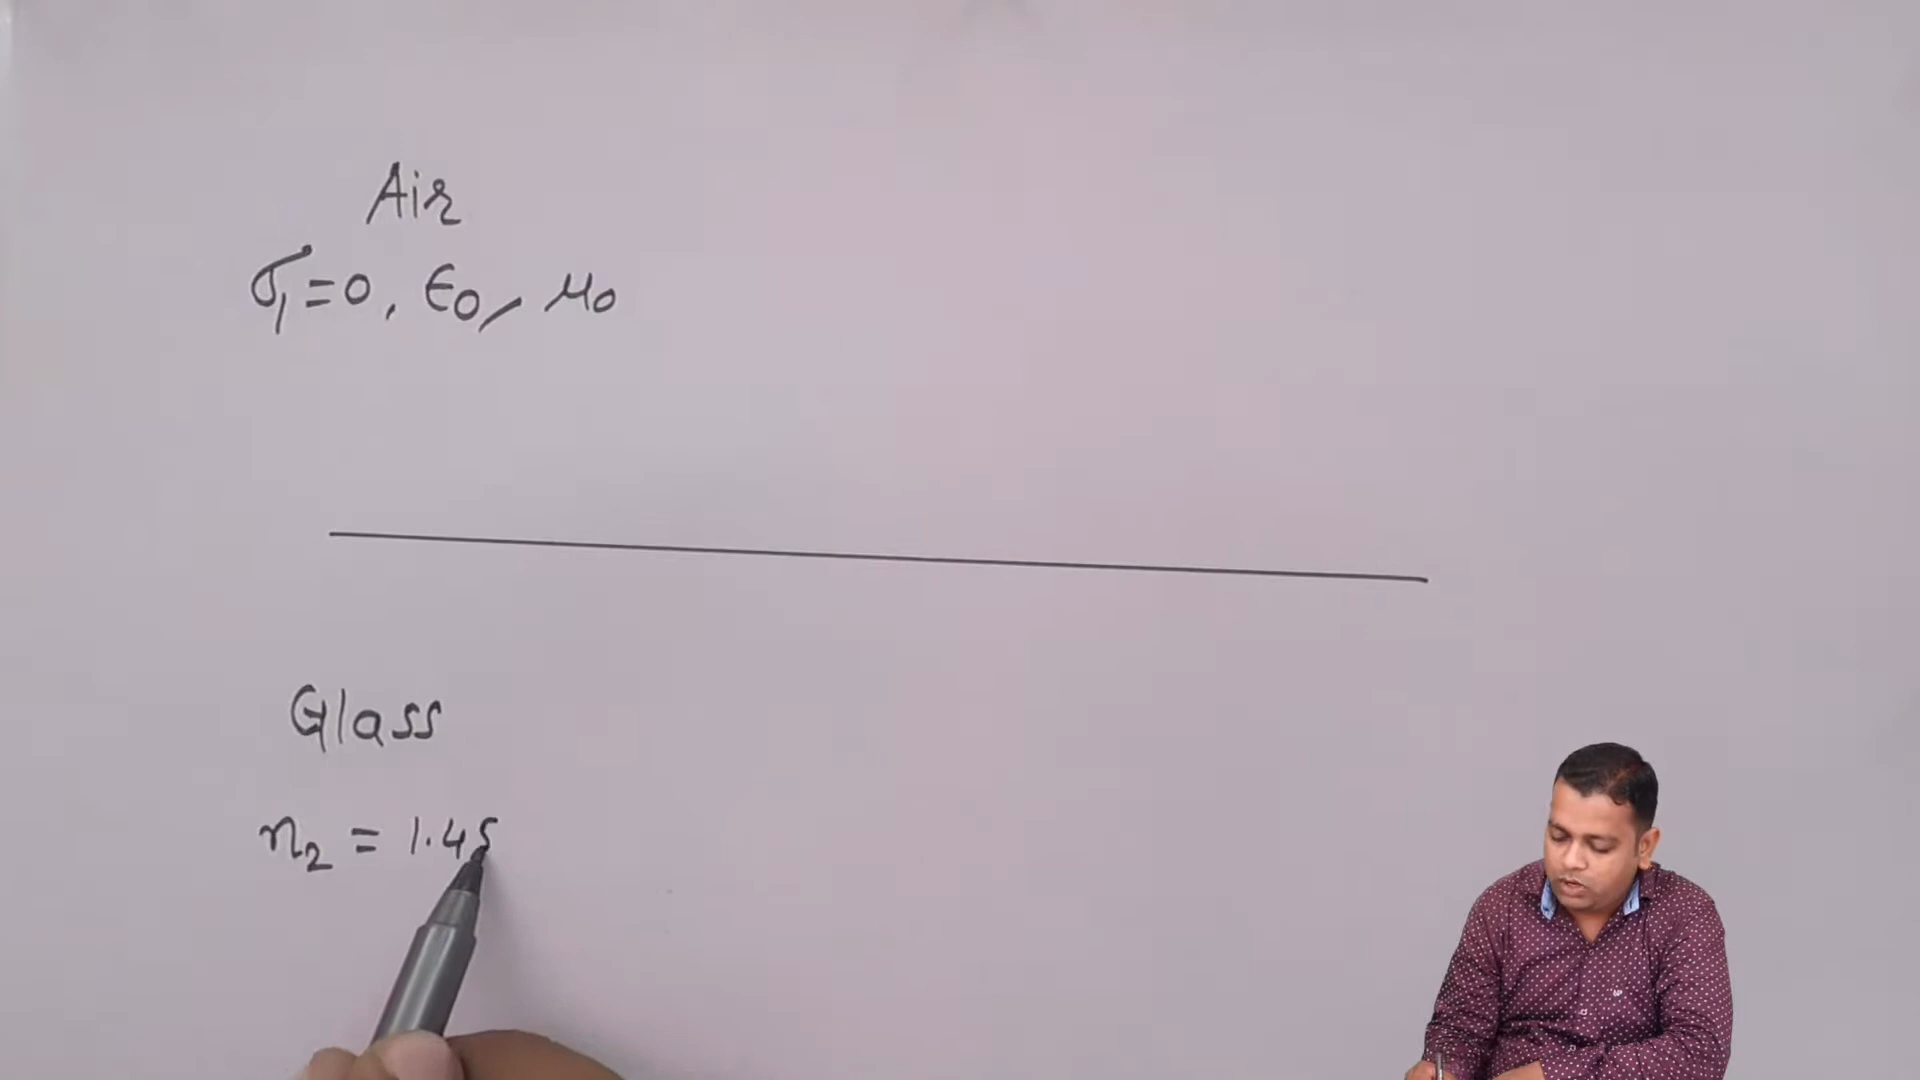 Air
σ₁=0, ϵ₀, μ₀
Glass
n₂ = 1.45